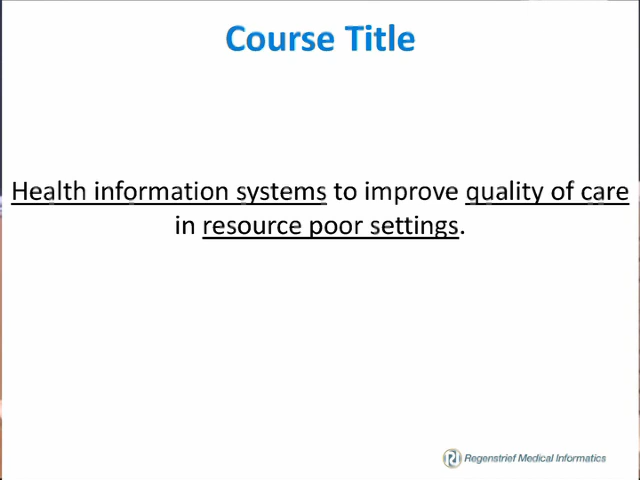 Course Title
Health information systems to improve quality of care
in resource poor settings.
Regenstrief Medical Informatics